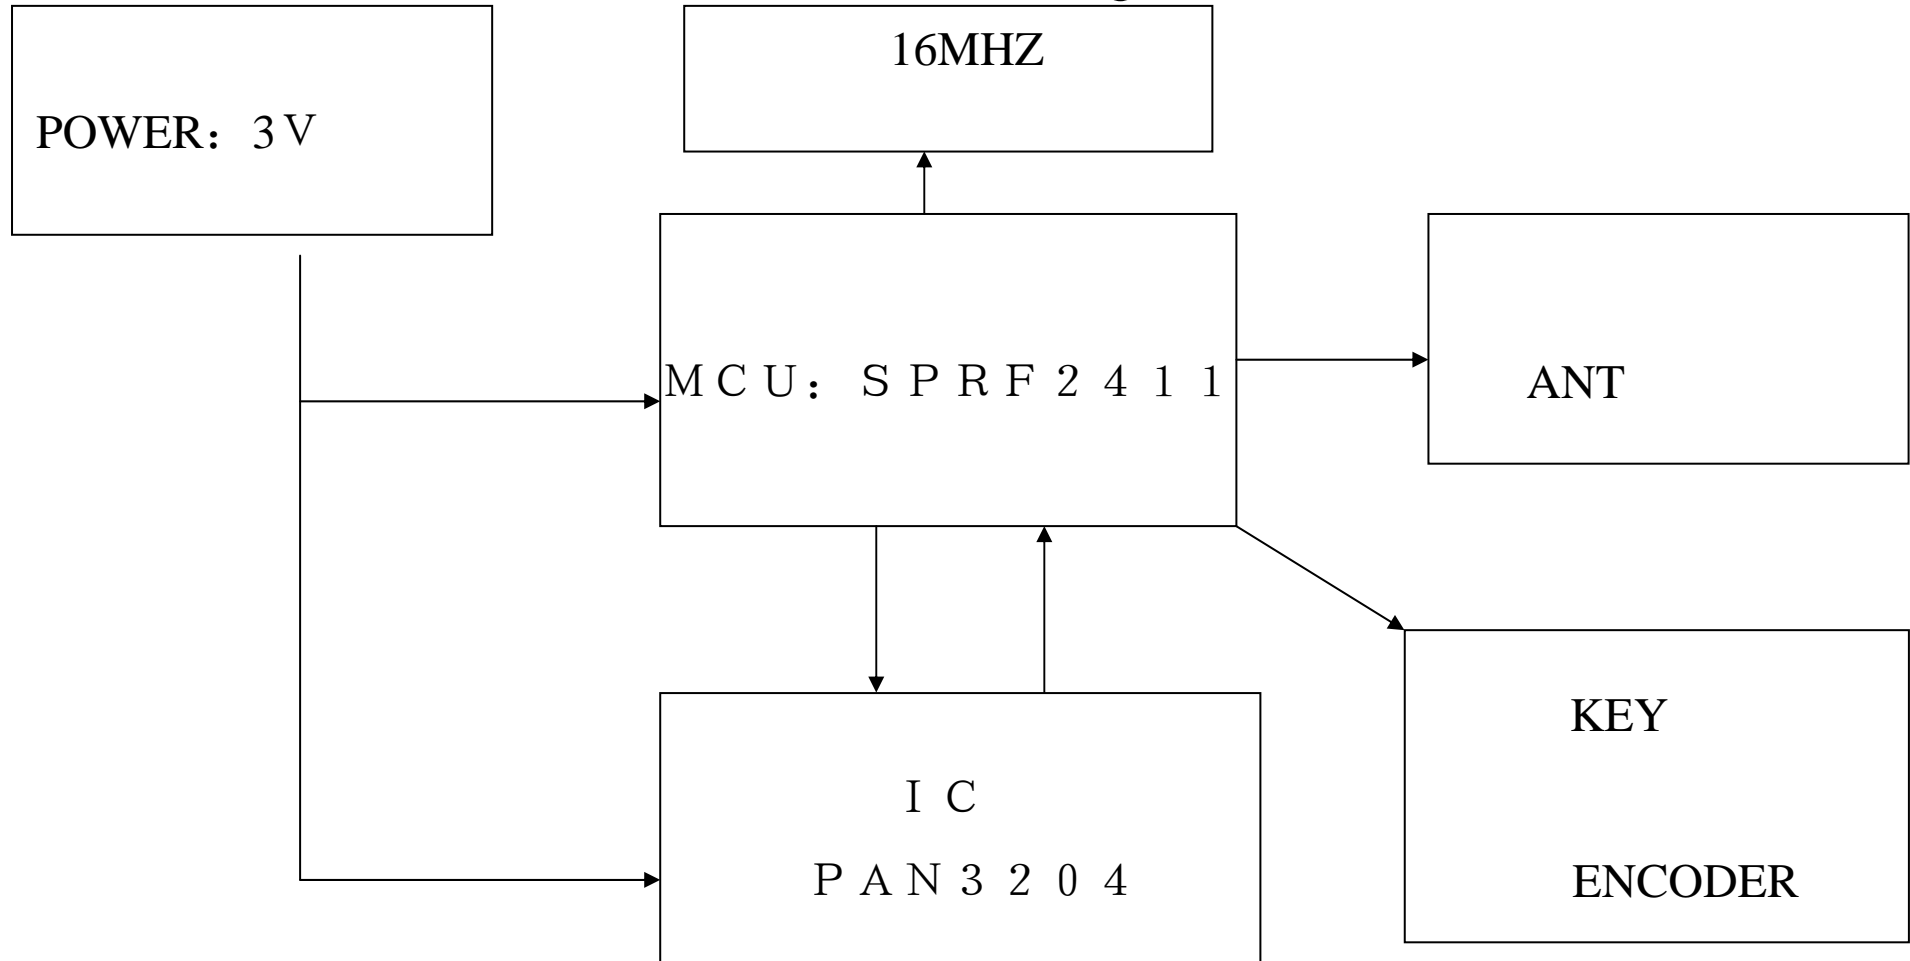 16MHZ
POWER：3V
MCU：SPRF2411
ANT
KEY
IC
PAN3204
ENCODER